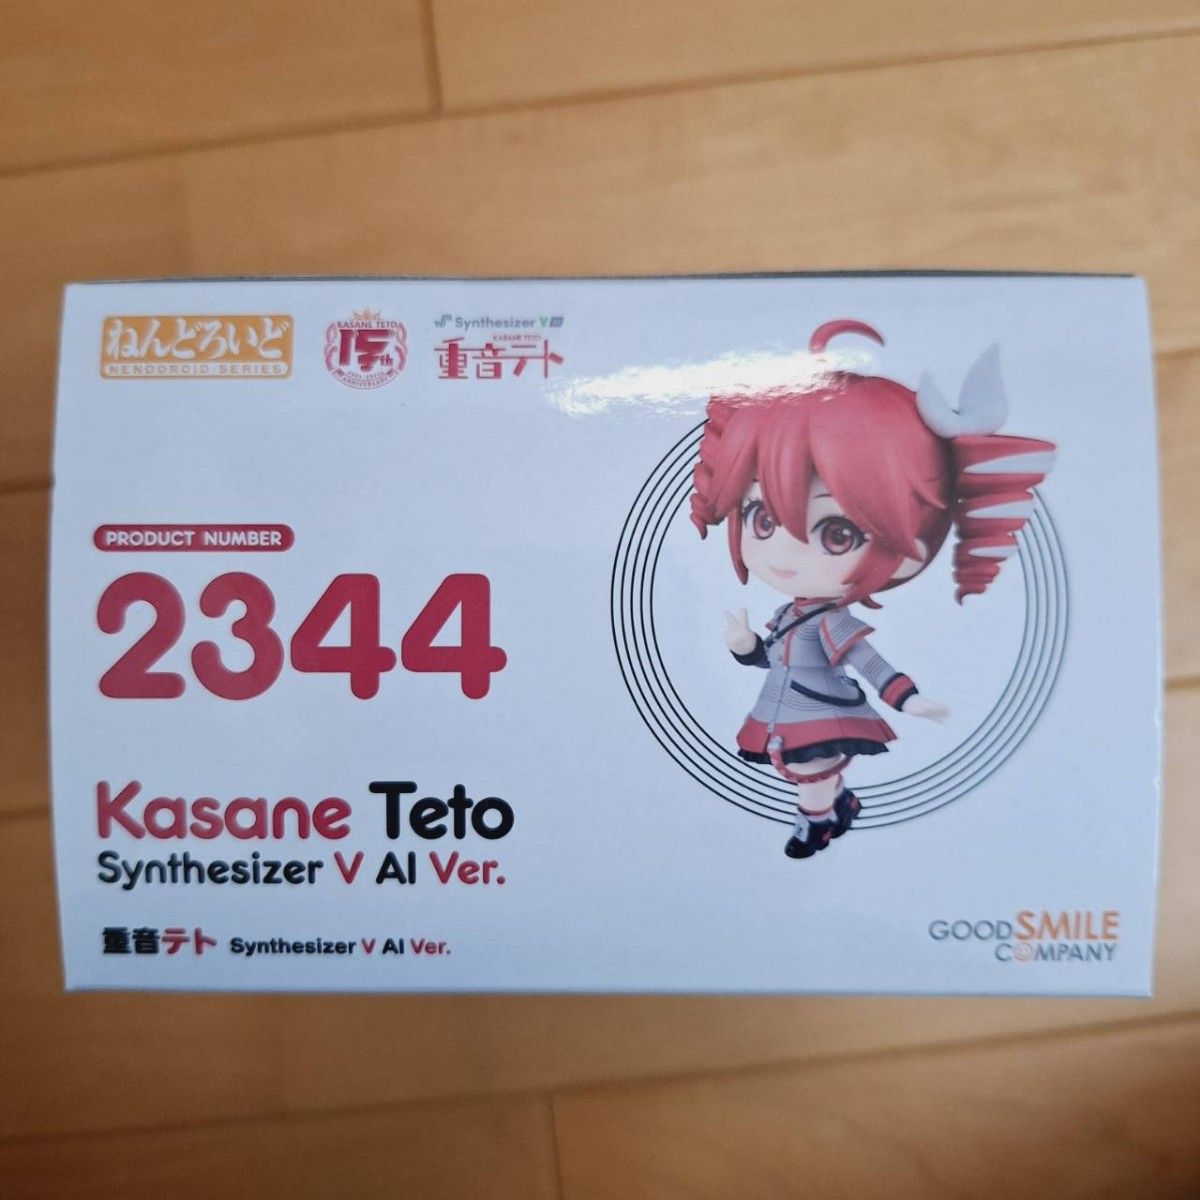 ねんどろいど
NENDOROID-SERIES
KASANE TETO
15th
ANNIVERSARY
Synthesizer V AI
KASANE TETO
重音テト
PRODUCT NUMBER
2344
Kasane Teto
Synthesizer V AI Ver.
重音テト Synthesizer V AI Ver.
GOOD SMILE
COMPANY